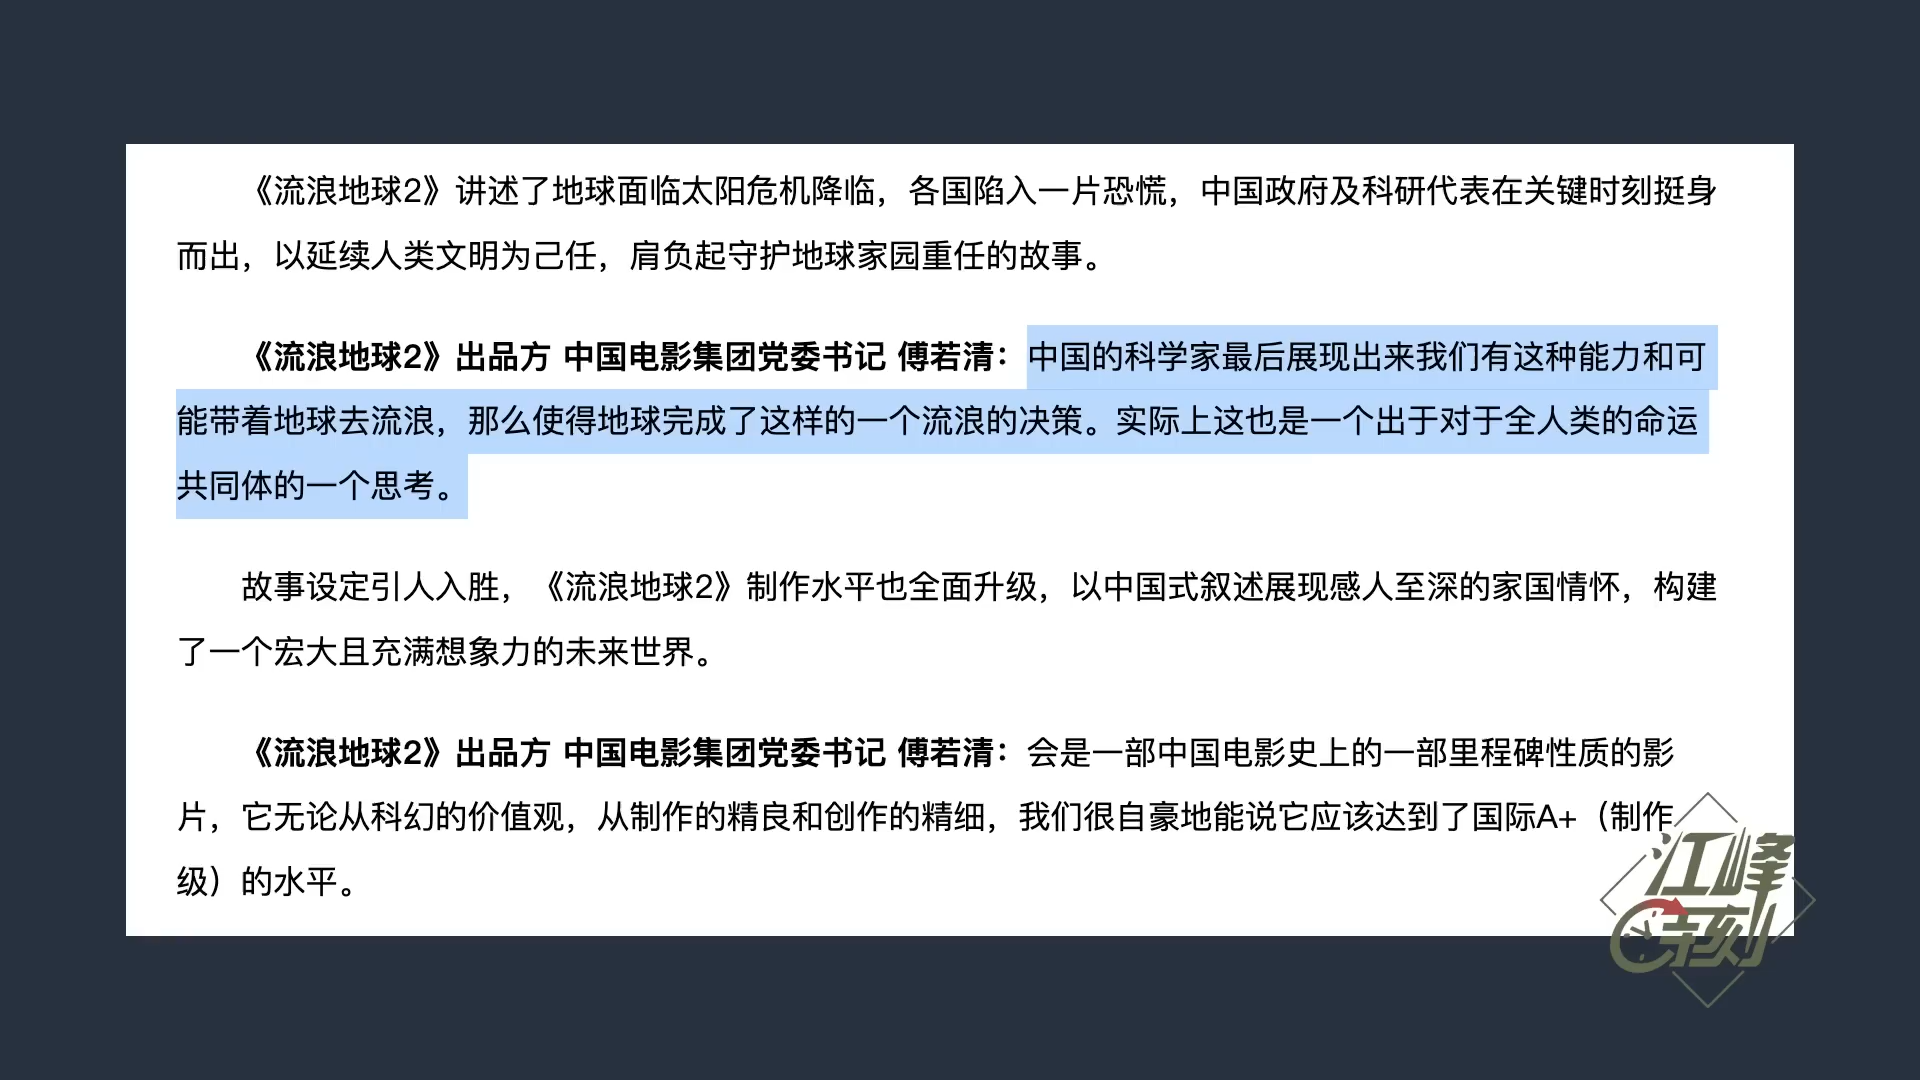 《流浪地球2》讲述了地球面临太阳危机降临，各国陷入一片恐慌，中国政府及科研代表在关键时刻挺身
而出，以延续人类文明为己任，肩负起守护地球家园重任的故事。
《流浪地球2》出品方 中国电影集团党委书记 傅若清：中国的科学家最后展现出来我们有这种能力和可
能带着地球去流浪，那么使得地球完成了这样的一个流浪的决策。实际上这也是一个出于对于全人类的命运
共同体的一个思考。
故事设定引人入胜，《流浪地球2》制作水平也全面升级，以中国式叙述展现感人至深的家国情怀，构建
了一个宏大且充满想象力的未来世界。
《流浪地球2》出品方 中国电影集团党委书记 傅若清：会是一部中国电影史上的一部里程碑性质的影
片，它无论从科幻的价值观，从制作的精良和创作的精细，我们很自豪地能说它应该达到了国际A+（制作
级）的水平。
江峰
时刻